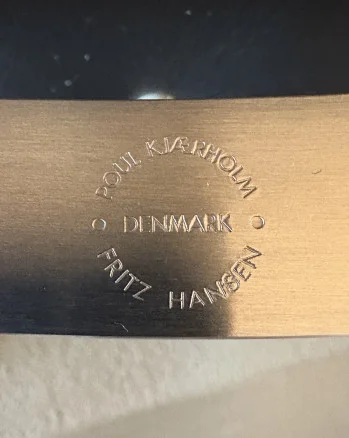 POUL KJÆRHOLM
DENMARK
FRITZ HANSEN